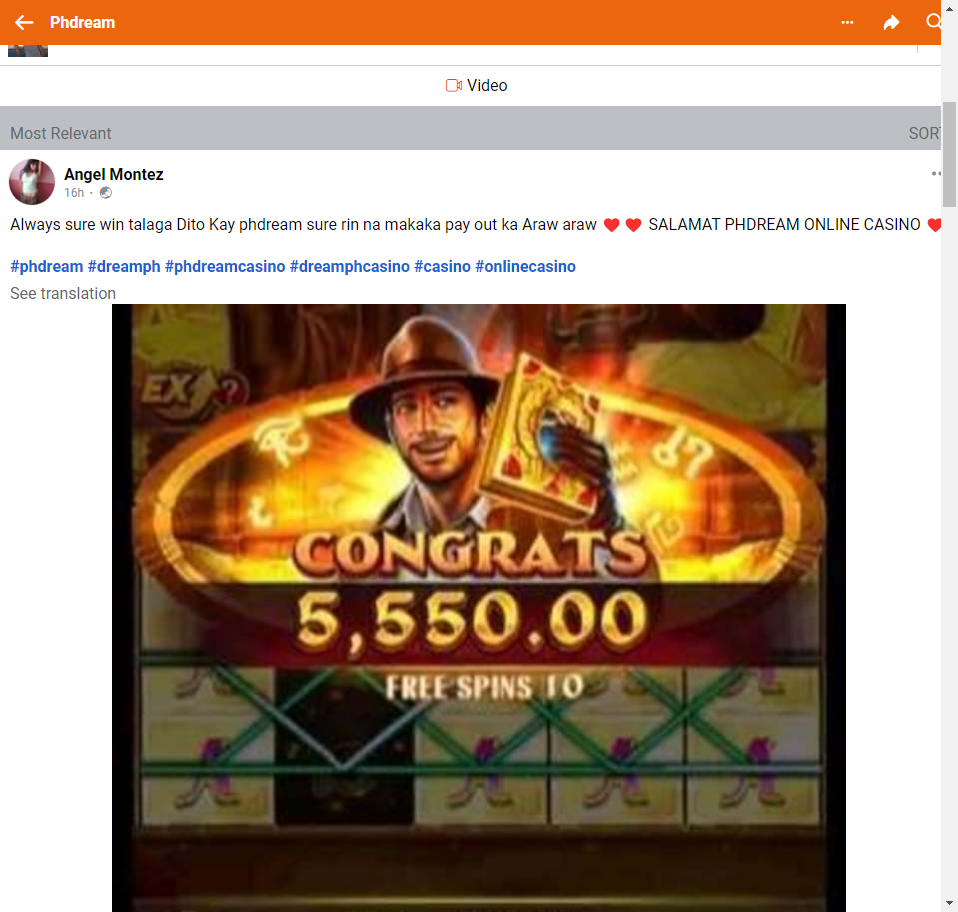 Phdream
Video
Most Relevant
SORT
Angel Montez
16h ·
Always sure win talaga Dito Kay phdream sure rin na makaka pay out ka Araw araw ❤️ ❤️ SALAMAT PHDREAM ONLINE CASINO ❤️
#phdream #dreamph #phdreamcasino #dreamphcasino #casino #onlinecasino
See translation
EX
CONGRATS
5,550.00
FREE SPINS 10